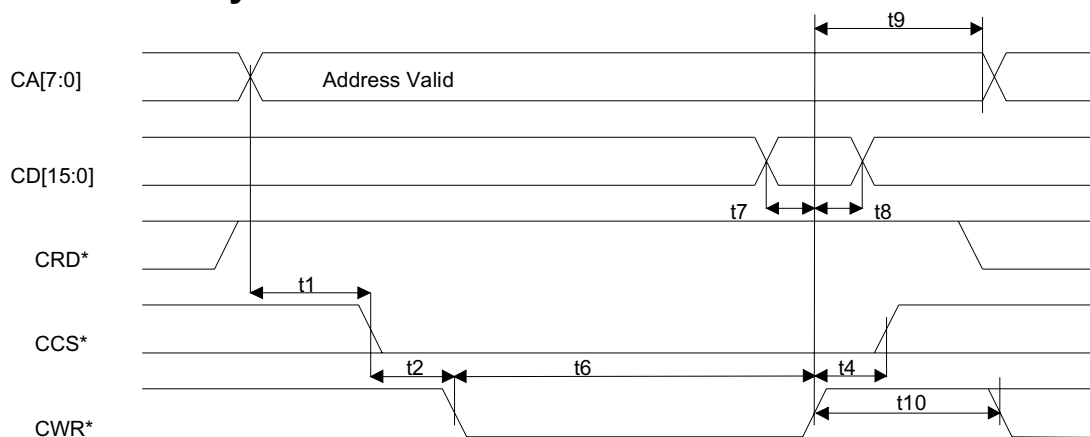 t9
CA[7:0]
Address Valid
CD[15:0]
t7
t8
CRD*
t1
CCS*
t2
t6
t4
t10
CWR*